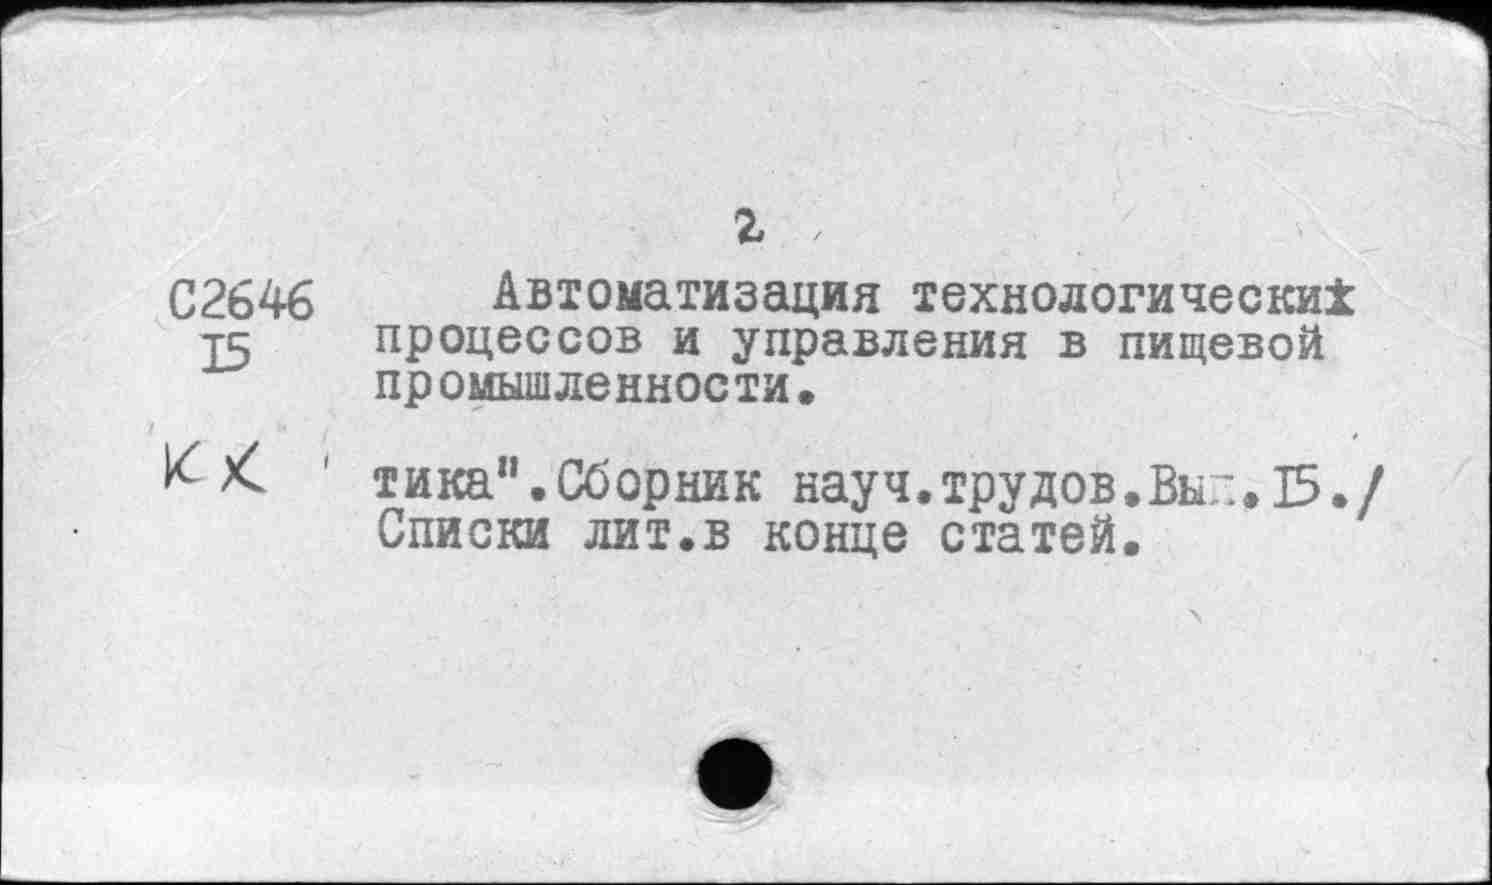 2
С2646 Автоматизация технологических
15 процессов и управления в пищевой
промышленности.
КХ тика".Сборник науч.трудов.Вып.15./
Списки лит.в конце статей.